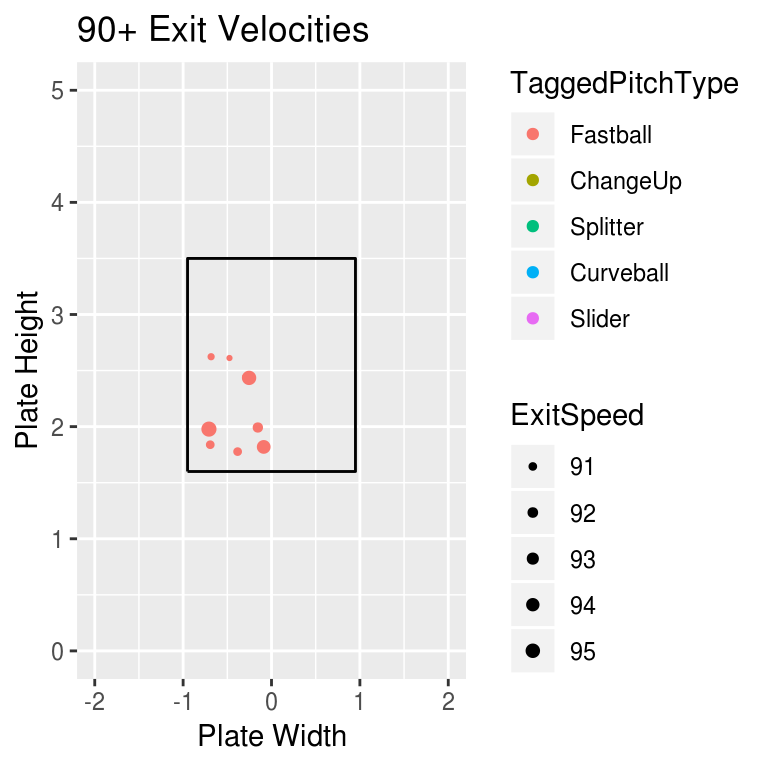 90+ Exit Velocities
Plate Height
5
4
3
2
1
0
-2 -1 0 1 2
Plate Width
TaggedPitchType
Fastball
ChangeUp
Splitter
Curveball
Slider
ExitSpeed
91
92
93
94
95